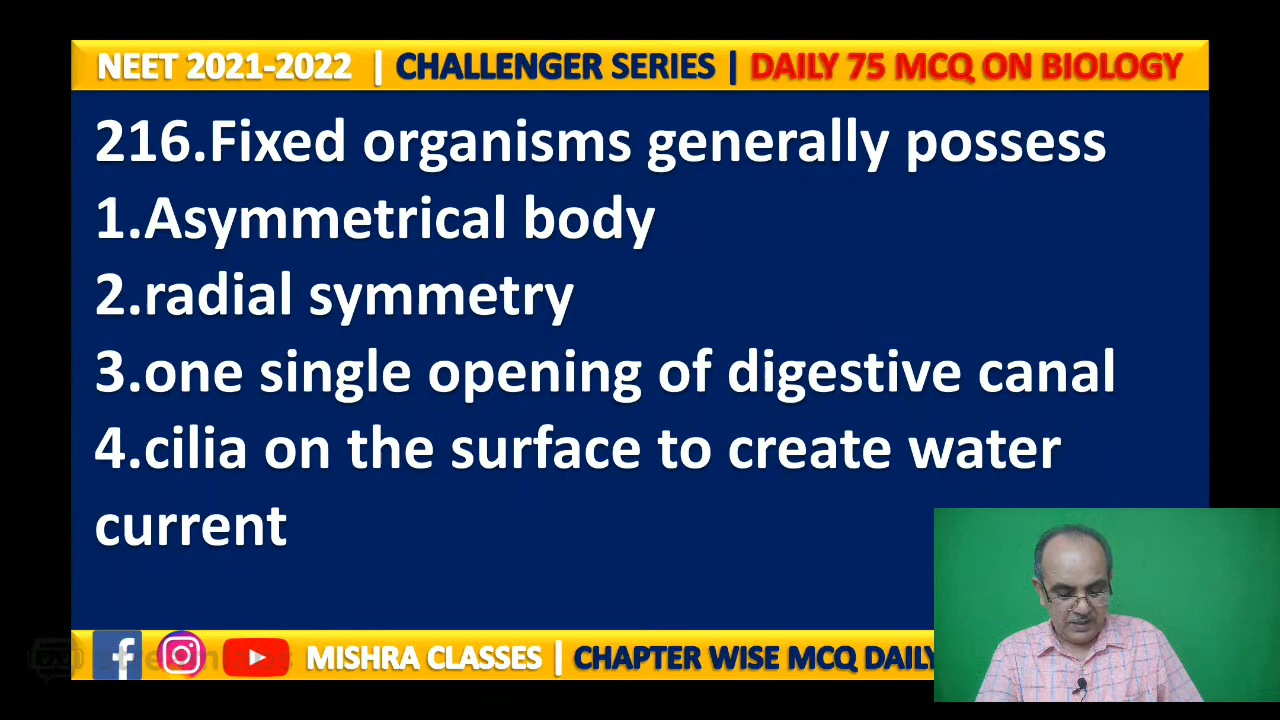 NEET 2021-2022 | CHALLENGER SERIES | DAILY 75 MCQ ON BIOLOGY
216.Fixed organisms generally possess
1.Asymmetrical body
2.radial symmetry
3.one single opening of digestive canal
4.cilia on the surface to create water
current
MISHRA CLASSES | CHAPTER WISE MCQ DAILY